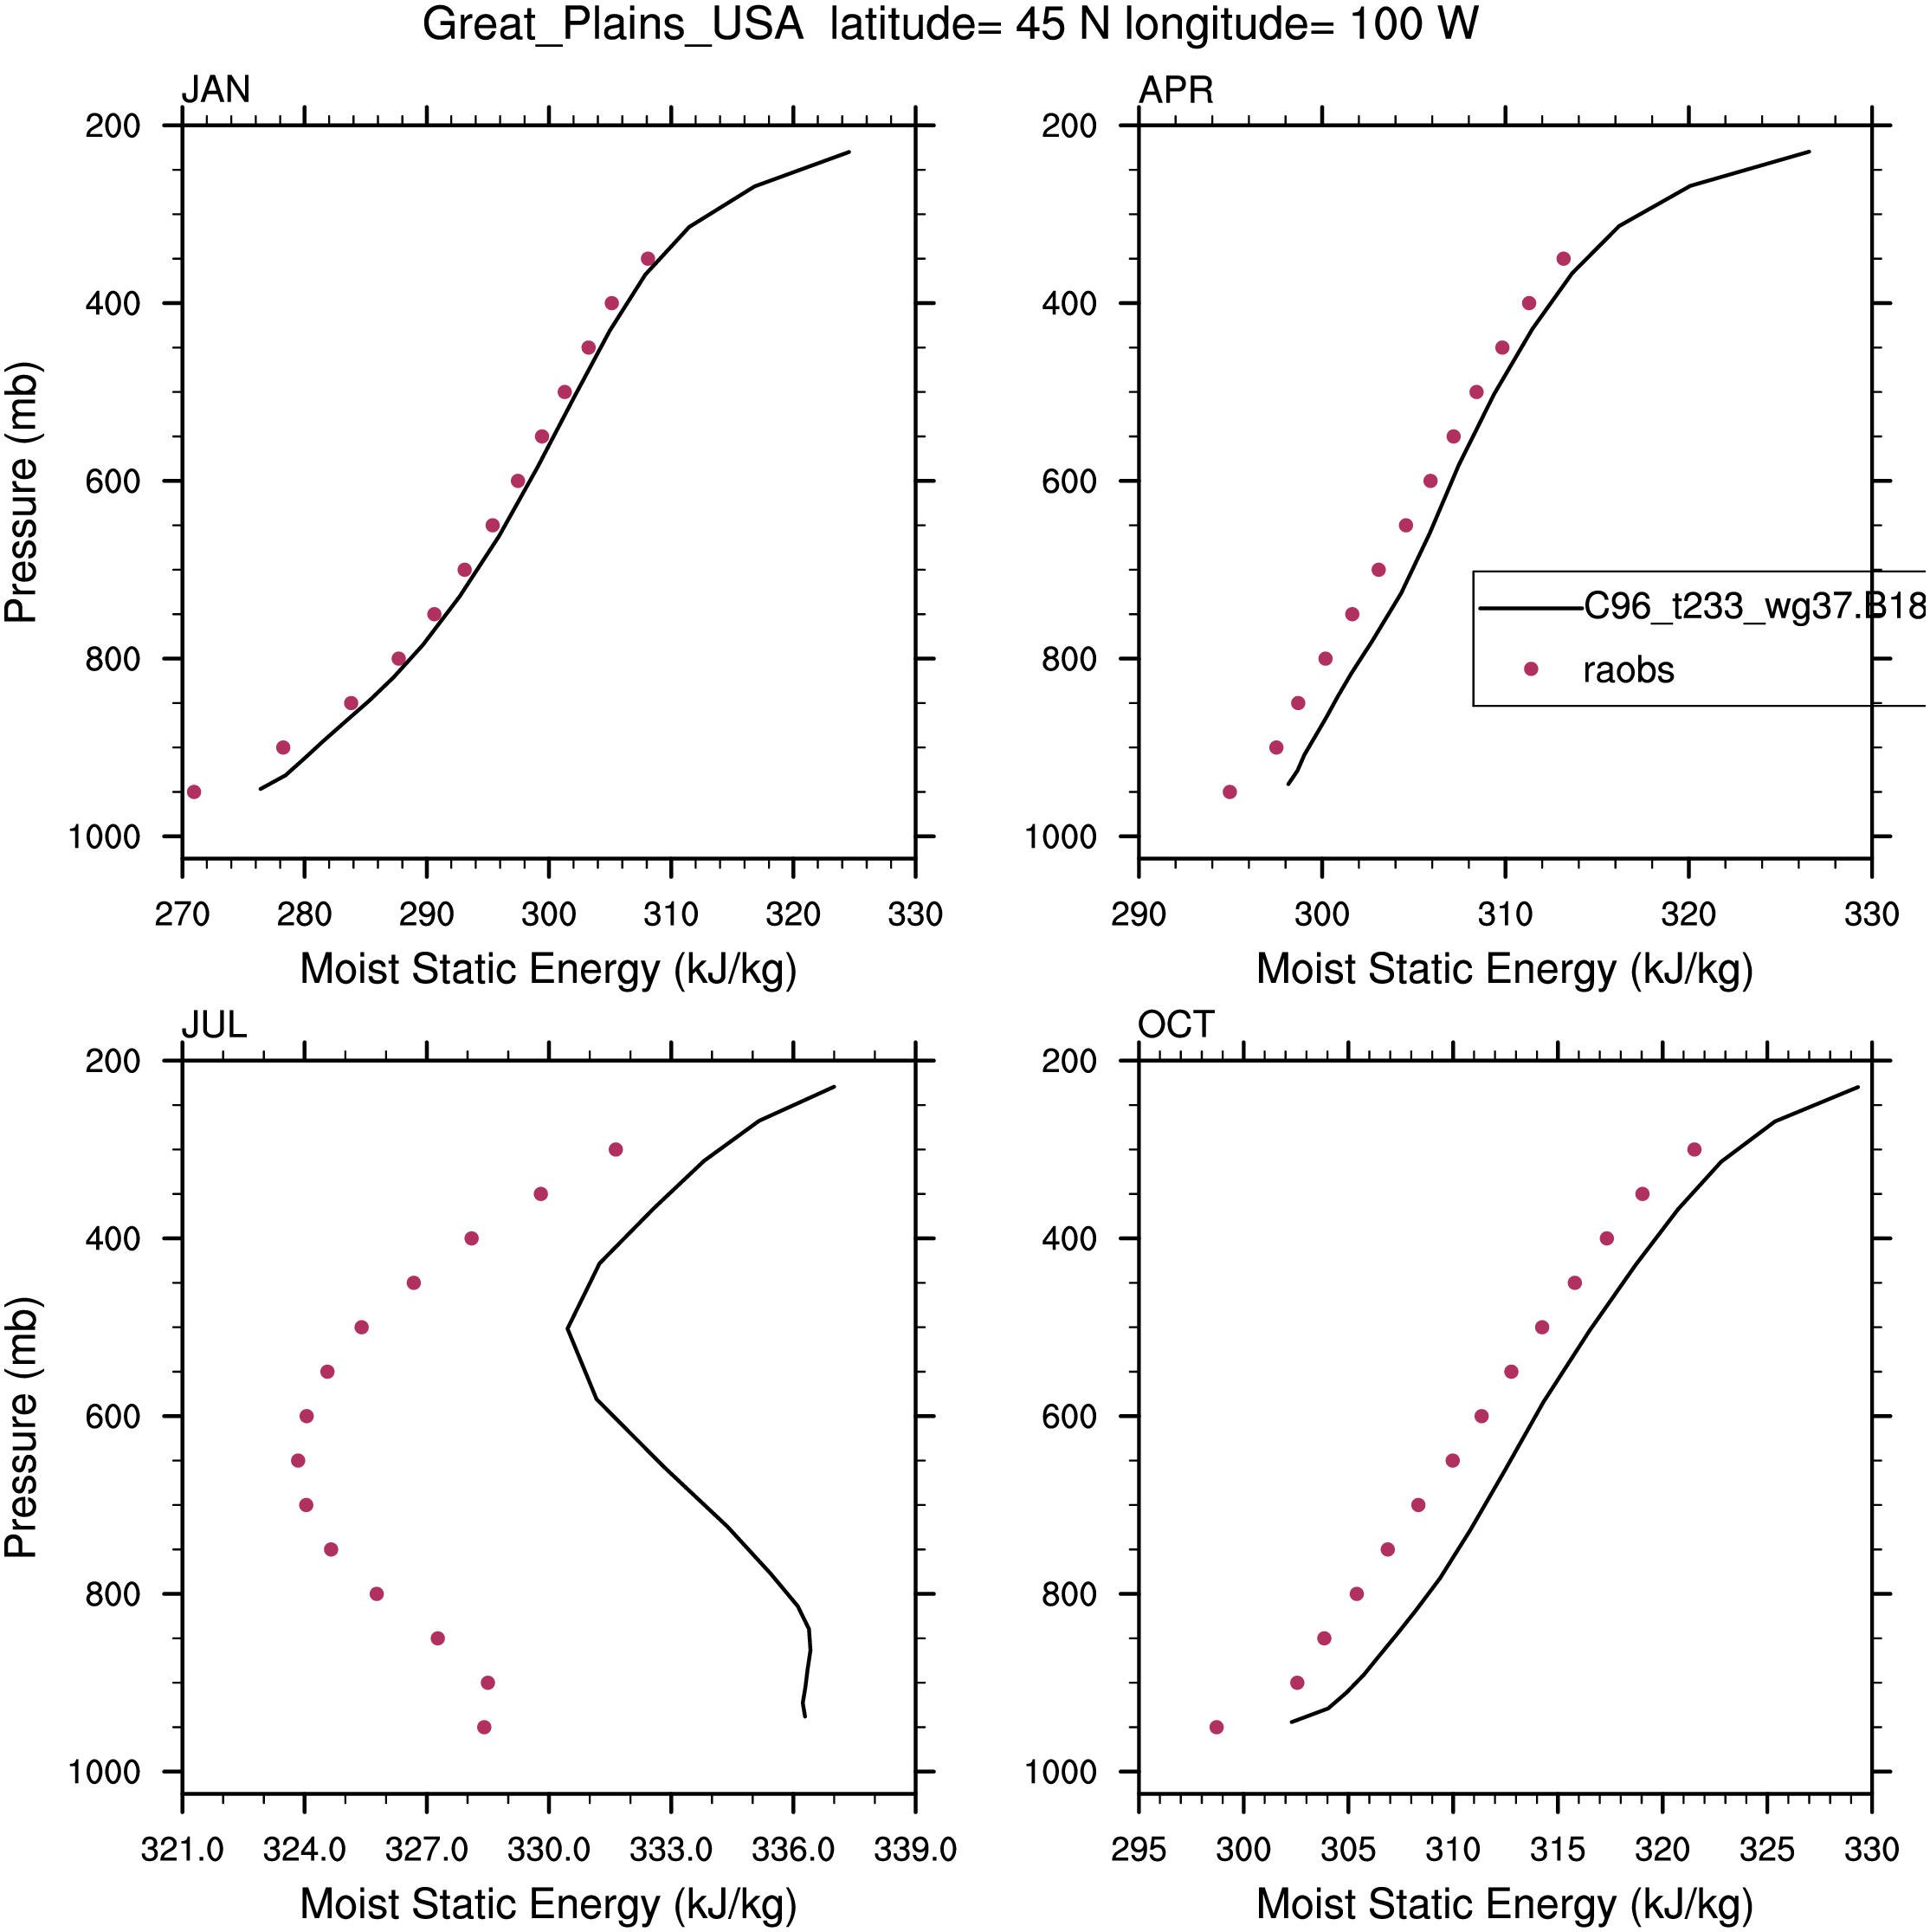 Great_Plains_USA latitude= 45 N longitude= 100 W
JAN
200
400
600
800
1000
Pressure (mb)
270 280 290 300 310 320 330
Moist Static Energy (kJ/kg)
APR
200
400
600
800
1000
C96_t233_wg37.B18
raobs
290 300 310 320 330
Moist Static Energy (kJ/kg)
JUL
200
400
600
800
1000
Pressure (mb)
321.0 324.0 327.0 330.0 333.0 336.0 339.0
Moist Static Energy (kJ/kg)
OCT
200
400
600
800
1000
295 300 305 310 315 320 325 330
Moist Static Energy (kJ/kg)